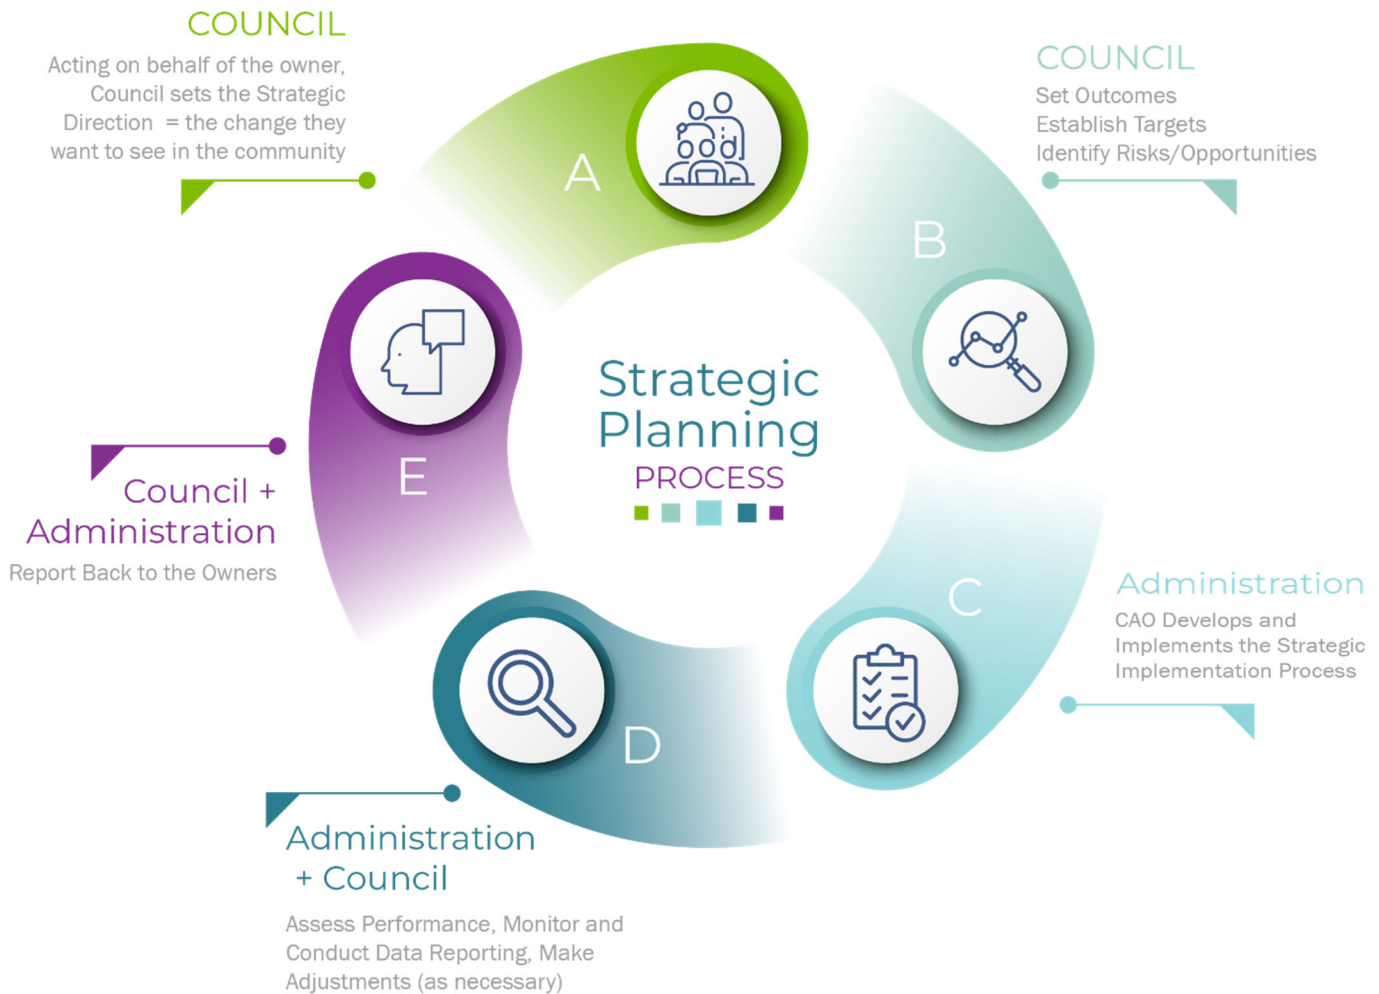 COUNCIL
Acting on behalf of the owner,
Council sets the Strategic
Direction = the change they
want to see in the community
A
COUNCIL
Set Outcomes
Establish Targets
Identify Risks/Opportunities
B
Strategic
Planning
PROCESS
Administration
CAO Develops and
Implements the Strategic
Implementation Process
C
Administration
+ Council
Assess Performance, Monitor and
Conduct Data Reporting, Make
Adjustments (as necessary)
D
Council +
Administration
Report Back to the Owners
E